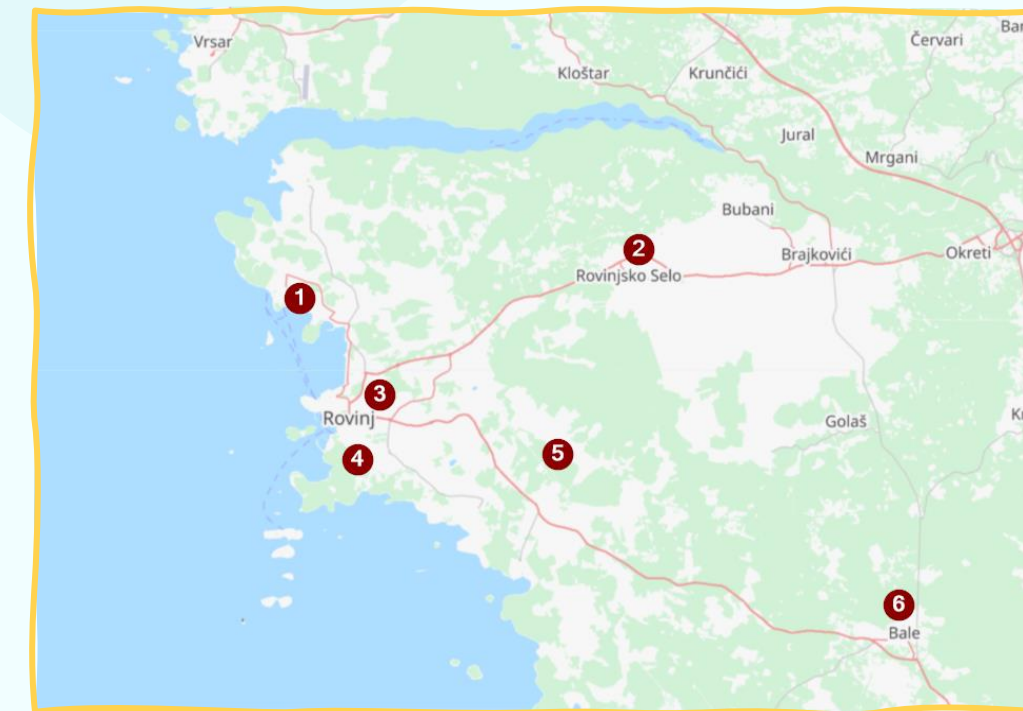 Vrsar
Kloštar
Krunčići
Červari
Jural
Mrgani
Bubani
2
Rovinjsko Selo
Brajkovići
Okreti
1
3
Rovinj
Golaš
4
5
6
Bale